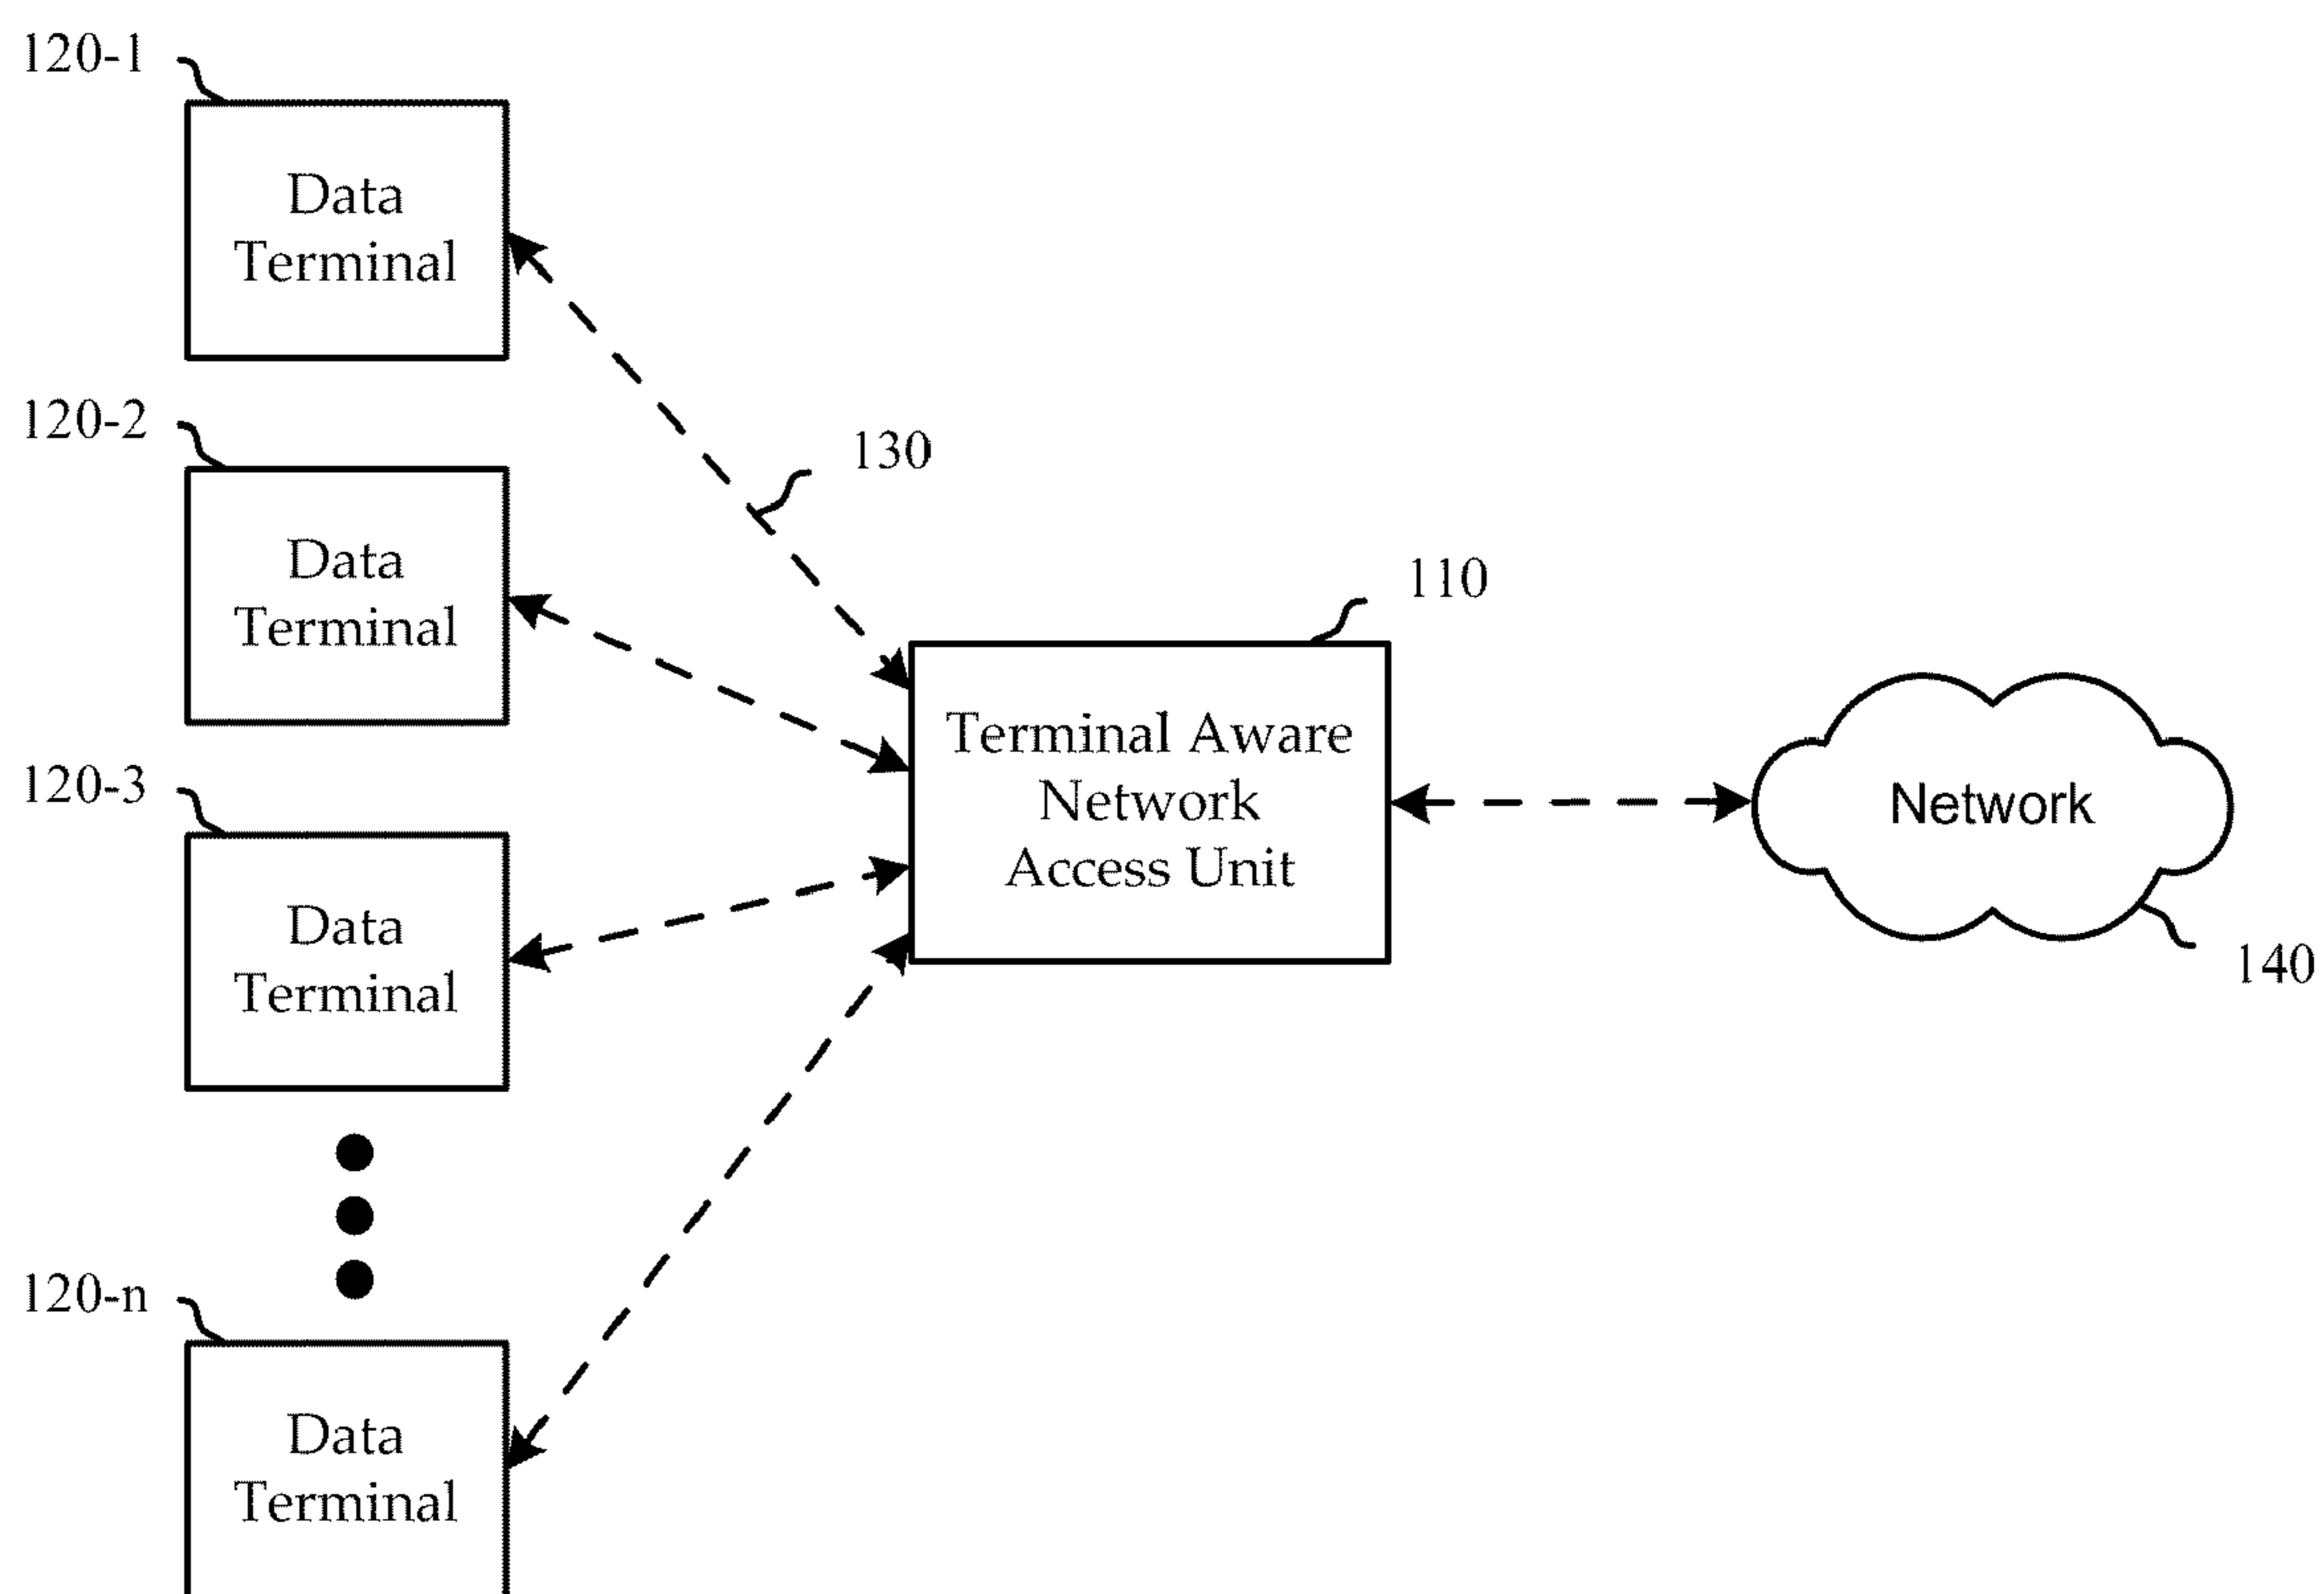 120-1
Data
Terminal
120-2
Data
Terminal
130
110
120-3
Data
Terminal
Terminal Aware
Network
Access Unit
Network
140
120-n
Data
Terminal